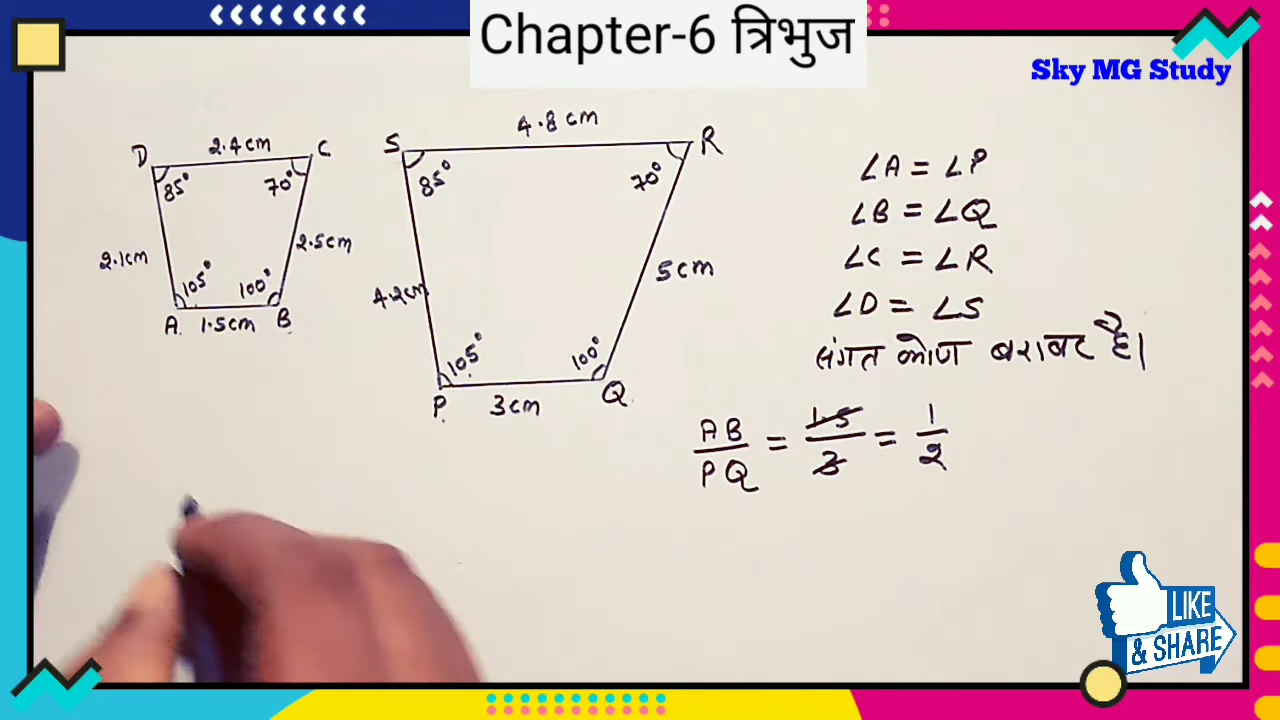 Chapter-6 त्रिभुज
Sky MG Study
D 2.4cm C
85° 70°
2.1cm 2.5cm
105° 100°
A 1.5cm B
S 4.8cm R
85° 70°
4.2cm 5cm
105° 100°
P 3cm Q
∠A = ∠P
∠B = ∠Q
∠C = ∠R
∠D = ∠S
संगत कोण बराबर है।
AB/PQ = 1.5/3 = 1/2
LIKE
& SHARE